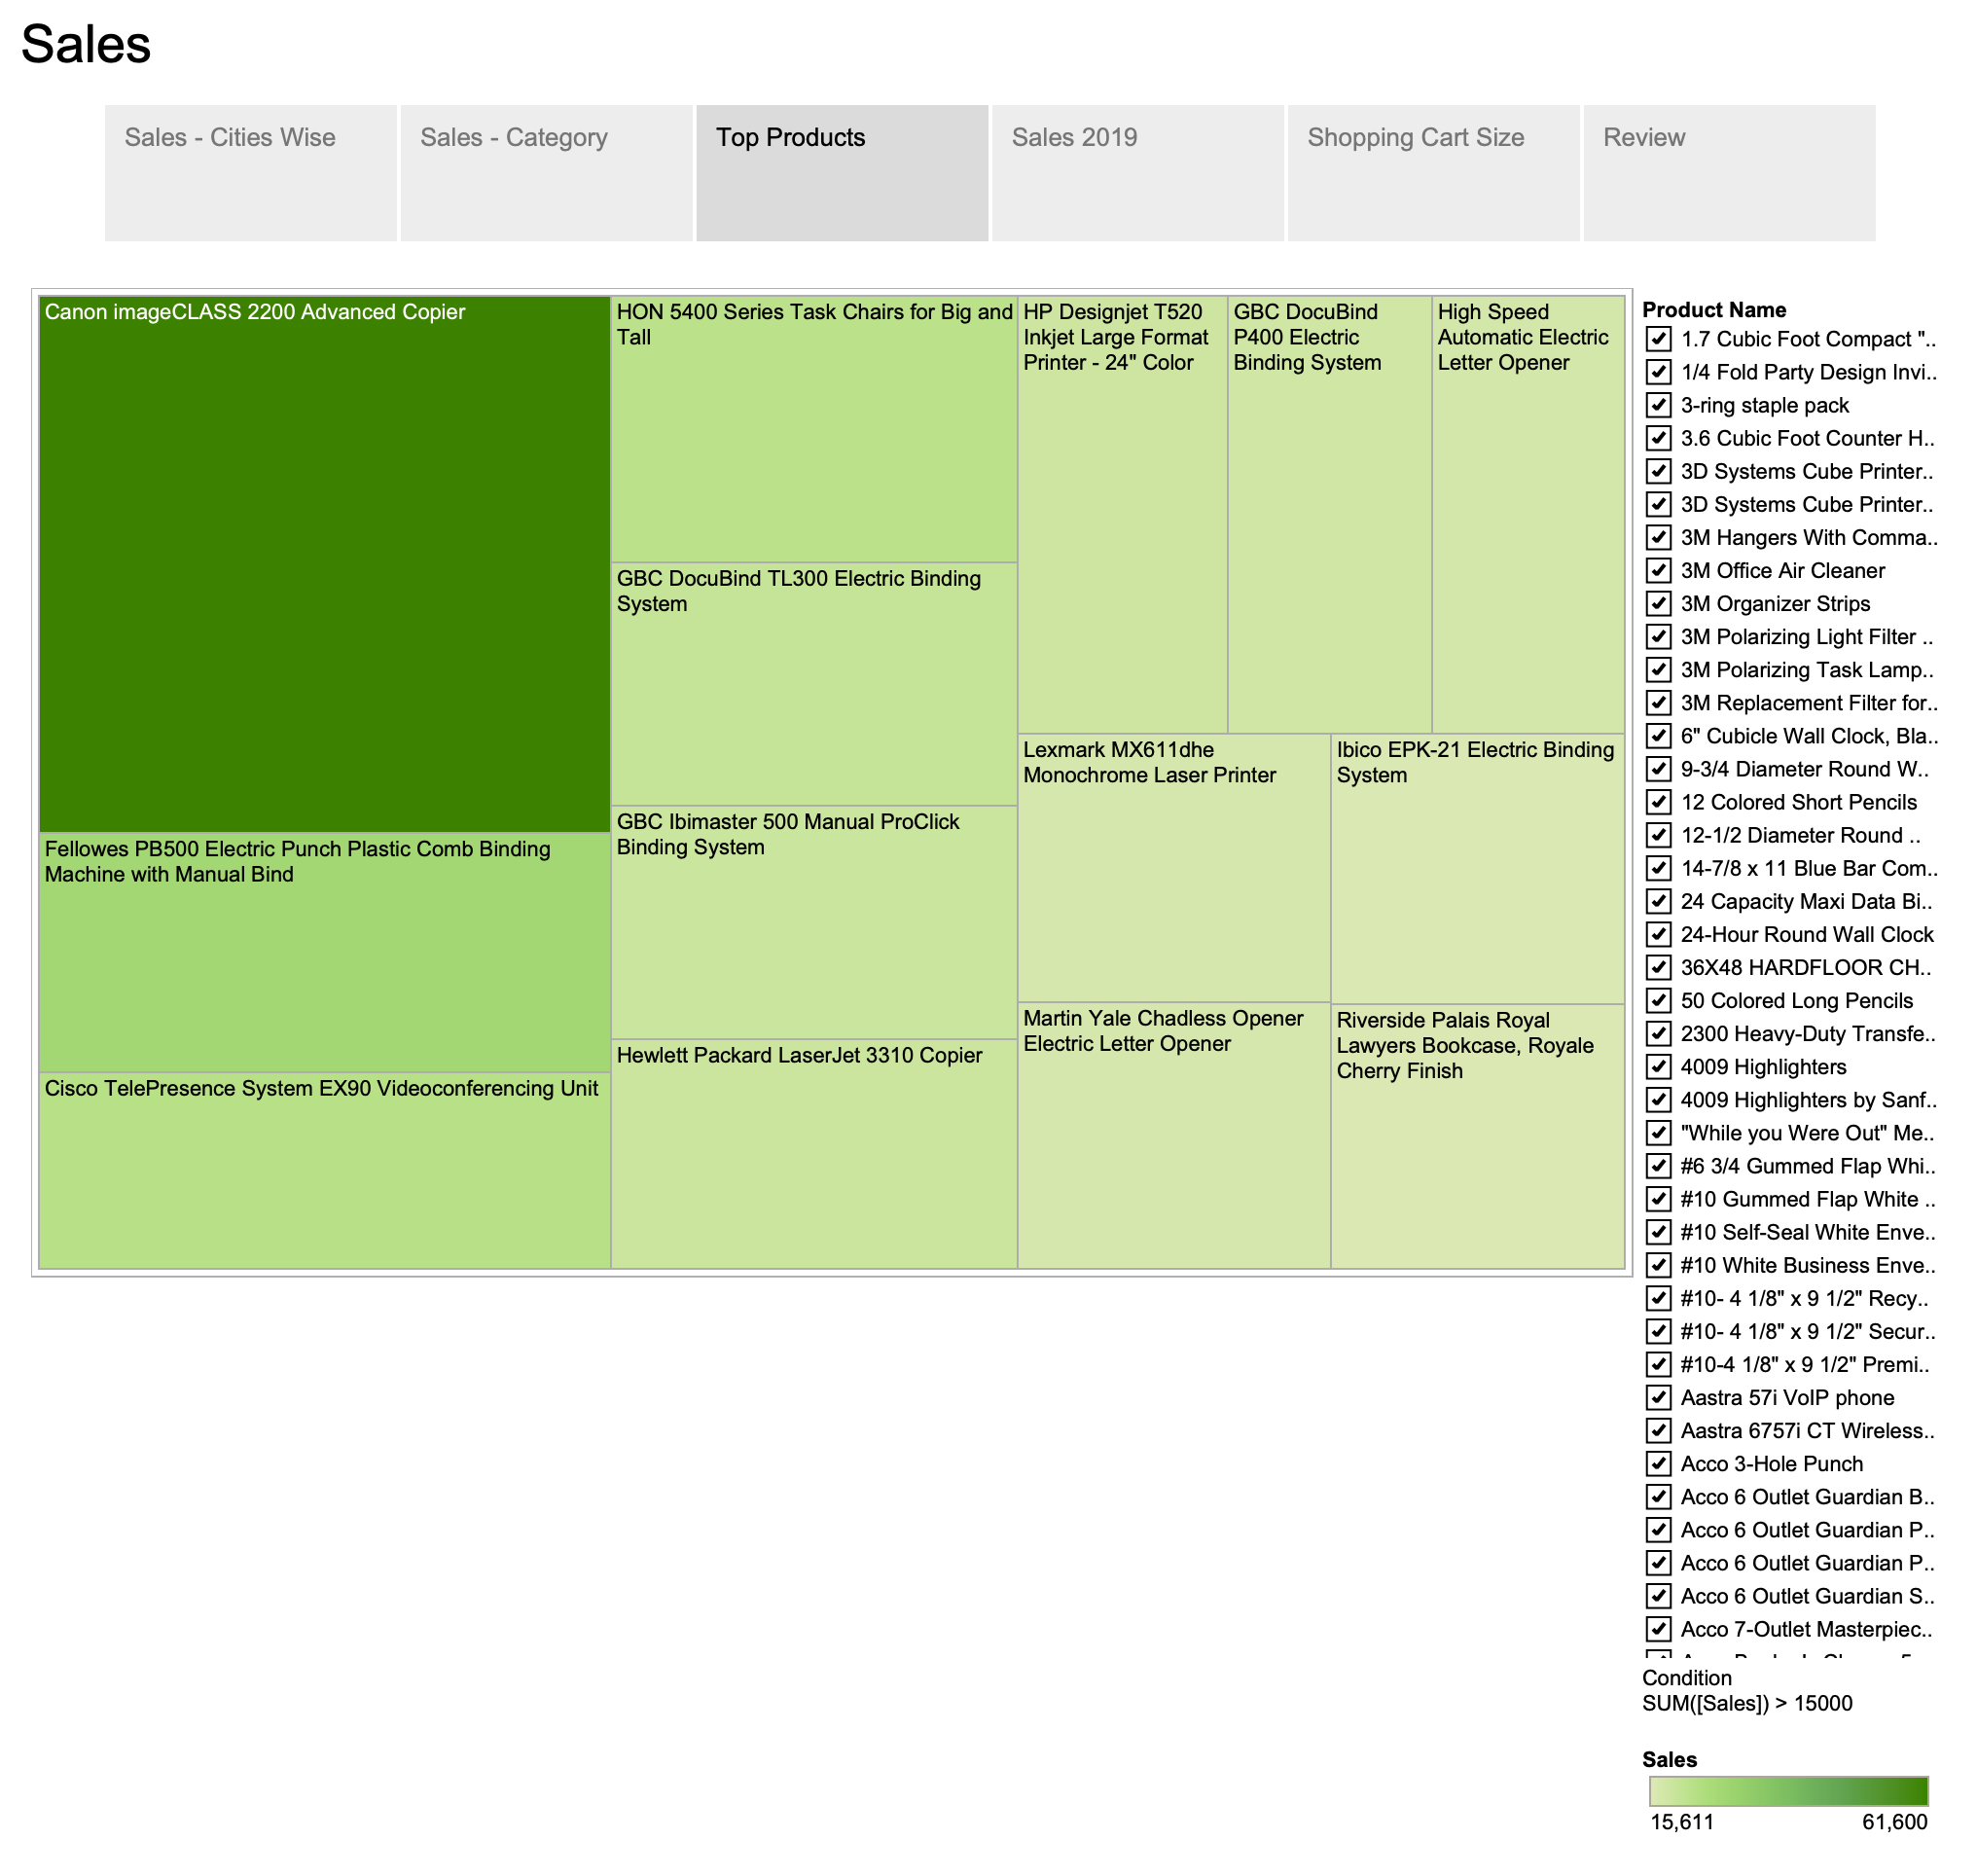 Sales
Sales - Cities Wise
Sales - Category
Top Products
Sales 2019
Shopping Cart Size
Review
Canon imageCLASS 2200 Advanced Copier
Fellowes PB500 Electric Punch Plastic Comb Binding
Machine with Manual Bind
Cisco TelePresence System EX90 Videoconferencing Unit
HON 5400 Series Task Chairs for Big and
Tall
GBC DocuBind TL300 Electric Binding
System
GBC Ibimaster 500 Manual ProClick
Binding System
Hewlett Packard LaserJet 3310 Copier
HP Designjet T520
Inkjet Large Format
Printer - 24" Color
GBC DocuBind
P400 Electric
Binding System
High Speed
Automatic Electric
Letter Opener
Lexmark MX611dhe
Monochrome Laser Printer
Ibico EPK-21 Electric Binding
System
Martin Yale Chadless Opener
Electric Letter Opener
Riverside Palais Royal
Lawyers Bookcase, Royale
Cherry Finish
Product Name
1.7 Cubic Foot Compact "..
1/4 Fold Party Design Invi..
3-ring staple pack
3.6 Cubic Foot Counter H..
3D Systems Cube Printer..
3D Systems Cube Printer..
3M Hangers With Comma..
3M Office Air Cleaner
3M Organizer Strips
3M Polarizing Light Filter ..
3M Polarizing Task Lamp..
3M Replacement Filter for..
6" Cubicle Wall Clock, Bla..
9-3/4 Diameter Round W..
12 Colored Short Pencils
12-1/2 Diameter Round ..
14-7/8 x 11 Blue Bar Com..
24 Capacity Maxi Data Bi..
24-Hour Round Wall Clock
36X48 HARDFLOOR CH..
50 Colored Long Pencils
2300 Heavy-Duty Transfe..
4009 Highlighters
4009 Highlighters by Sanf..
"While you Were Out" Me..
#6 3/4 Gummed Flap Whi..
#10 Gummed Flap White ..
#10 Self-Seal White Enve..
#10 White Business Enve..
#10- 4 1/8" x 9 1/2" Recy..
#10- 4 1/8" x 9 1/2" Secur..
#10-4 1/8" x 9 1/2" Premi..
Aastra 57i VoIP phone
Aastra 6757i CT Wireless..
Acco 3-Hole Punch
Acco 6 Outlet Guardian B..
Acco 6 Outlet Guardian P..
Acco 6 Outlet Guardian P..
Acco 6 Outlet Guardian S..
Acco 7-Outlet Masterpiec..
Condition
SUM([Sales]) > 15000
Sales
15,611
61,600